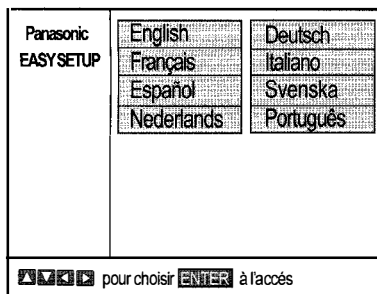 Panasonic
EASY SETUP
English
Français
Español
Nederlands
Deutsch
Italiano
Svenska
Português
pour choisir ENTER à l'accés